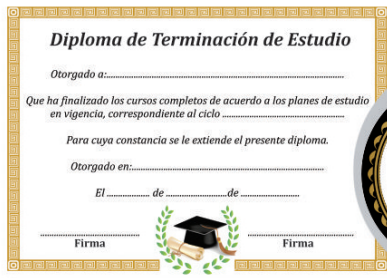 Diploma de Terminación de Estudio
Otorgado a:..............................................................................
Que ha finalizado los cursos completos de acuerdo a los planes de estudio
en vigencia, correspondiente al ciclo ........................................
Para cuya constancia se le extiende el presente diploma.
Otorgado en:...............................................................
El .............. de .....................de ....................
................................. .................................
Firma Firma